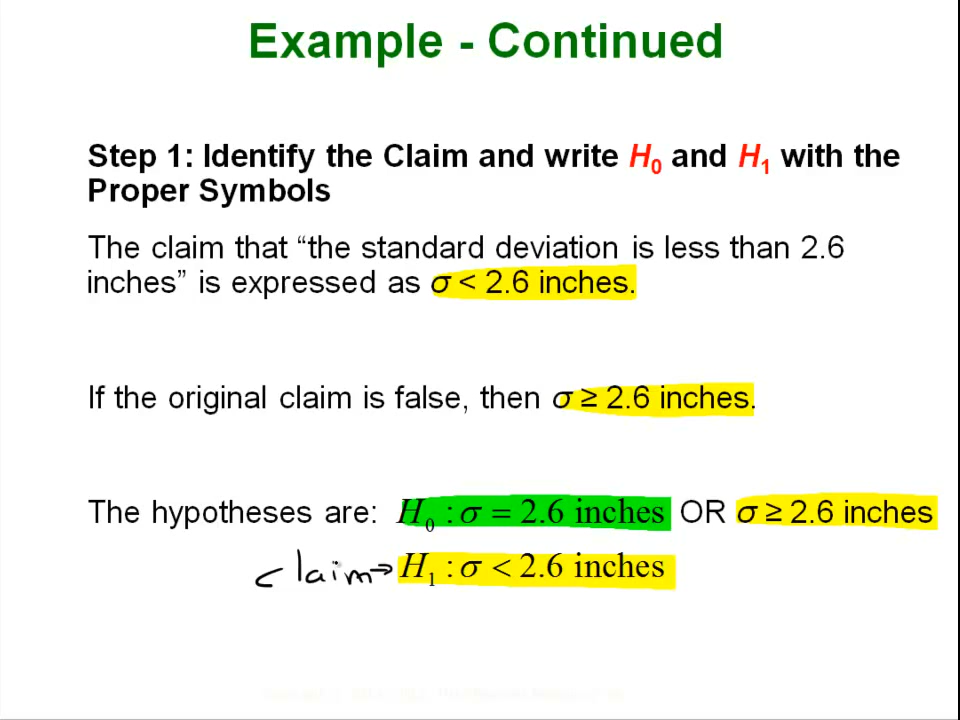 Example - Continued
Step 1: Identify the Claim and write H₀ and H₁ with the
Proper Symbols
The claim that “the standard deviation is less than 2.6
inches” is expressed as σ < 2.6 inches.
If the original claim is false, then σ ≥ 2.6 inches.
The hypotheses are: H₀ : σ = 2.6 inches OR σ ≥ 2.6 inches
claim→ H₁ : σ < 2.6 inches